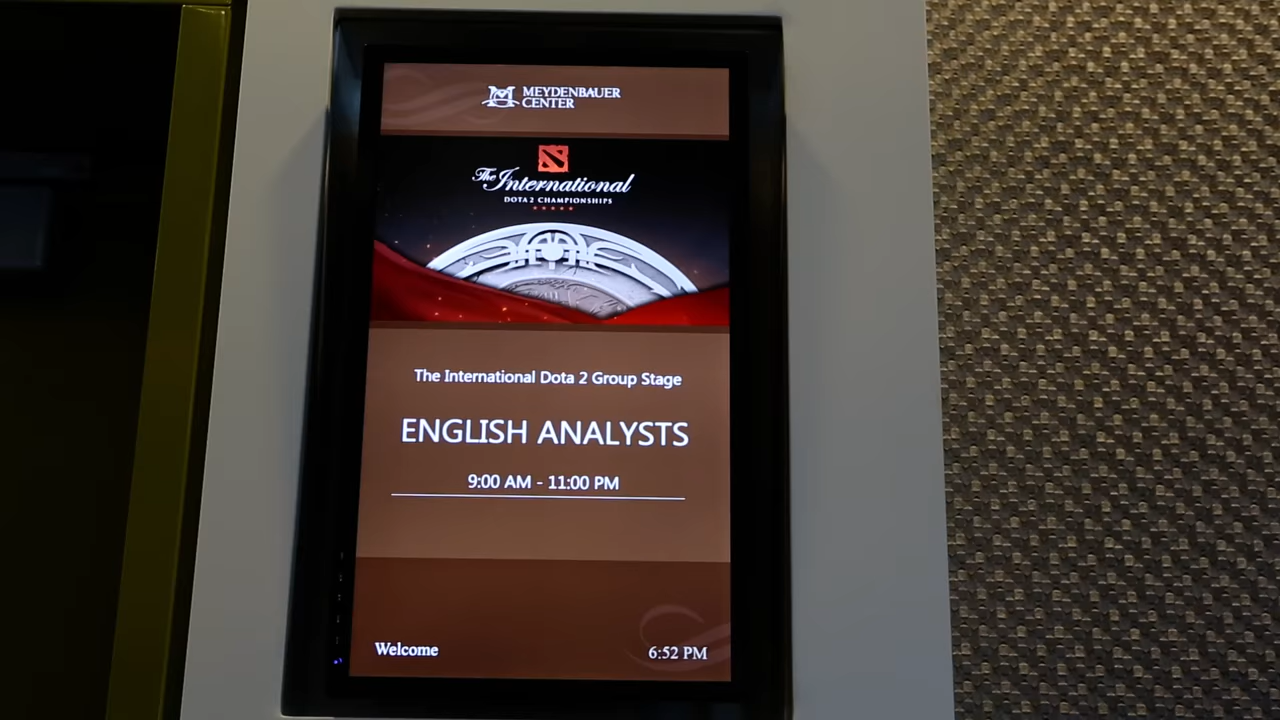 MEYDENBAUER
CENTER
The International
DOTA 2 CHAMPIONSHIPS
The International Dota 2 Group Stage
ENGLISH ANALYSTS
9:00 AM - 11:00 PM
Welcome
6:52 PM